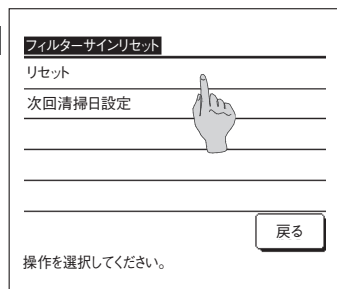 フィルターサインリセット
リセット
次回清掃日設定
戻る
操作を選択してください。